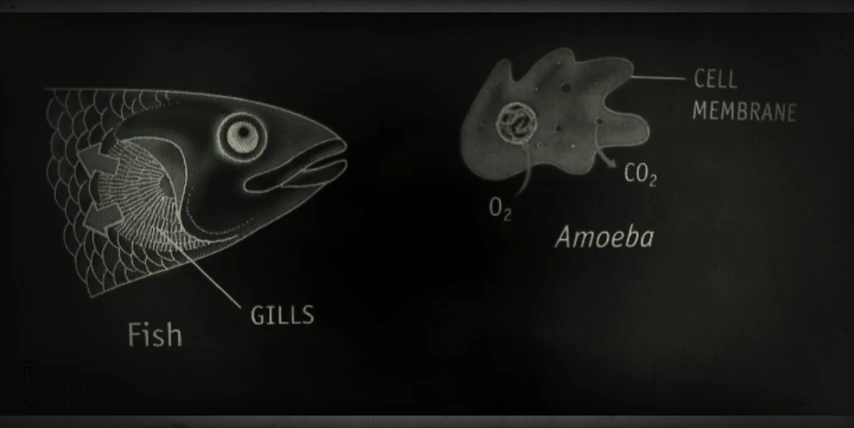 CELL
MEMBRANE
CO₂
O₂
Amoeba
GILLS
Fish